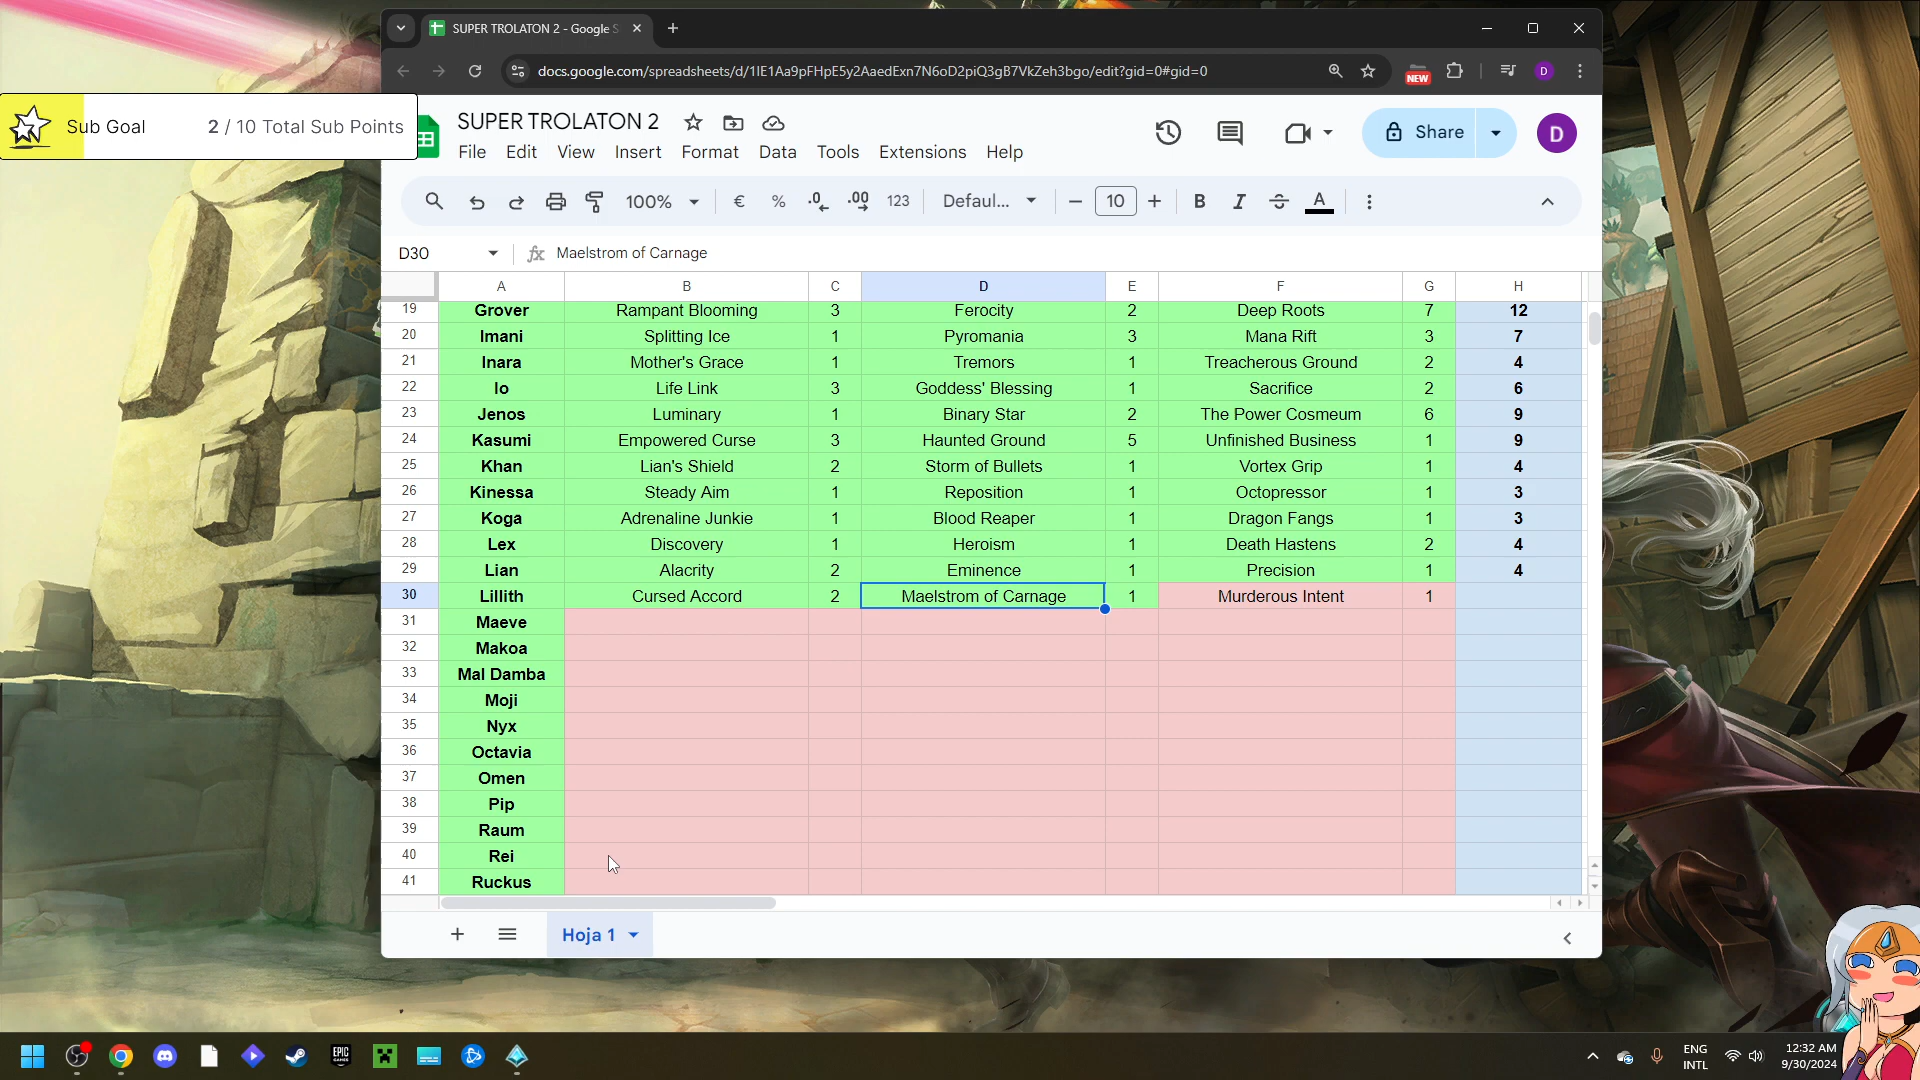 SUPER TROLATON 2 - Google S
docs.google.com/spreadsheets/d/1IE1Aa9pFHpE5y2AaedExn7N6oD2piQ3gB7VkZeh3bgo/edit?gid=0#gid=0
NEW
D
Sub Goal 2 / 10 Total Sub Points
SUPER TROLATON 2
File Edit View Insert Format Data Tools Extensions Help
Share
D
100% € % .0 .00 123 Defaul... 10 B I S A
D30 fx Maelstrom of Carnage
A B C D E F G H
19 Grover Rampant Blooming 3 Ferocity 2 Deep Roots 7 12
20 Imani Splitting Ice 1 Pyromania 3 Mana Rift 3 7
21 Inara Mother's Grace 1 Tremors 1 Treacherous Ground 2 4
22 Io Life Link 3 Goddess' Blessing 1 Sacrifice 2 6
23 Jenos Luminary 1 Binary Star 2 The Power Cosmeum 6 9
24 Kasumi Empowered Curse 3 Haunted Ground 5 Unfinished Business 1 9
25 Khan Lian's Shield 2 Storm of Bullets 1 Vortex Grip 1 4
26 Kinessa Steady Aim 1 Reposition 1 Octopressor 1 3
27 Koga Adrenaline Junkie 1 Blood Reaper 1 Dragon Fangs 1 3
28 Lex Discovery 1 Heroism 1 Death Hastens 2 4
29 Lian Alacrity 2 Eminence 1 Precision 1 4
30 Lillith Cursed Accord 2 Maelstrom of Carnage 1 Murderous Intent 1
31 Maeve
32 Makoa
33 Mal Damba
34 Moji
35 Nyx
36 Octavia
37 Omen
38 Pip
39 Raum
40 Rei
41 Ruckus
Hoja 1
EPIC GAMES
ENG
INTL
12:32 AM
9/30/2024